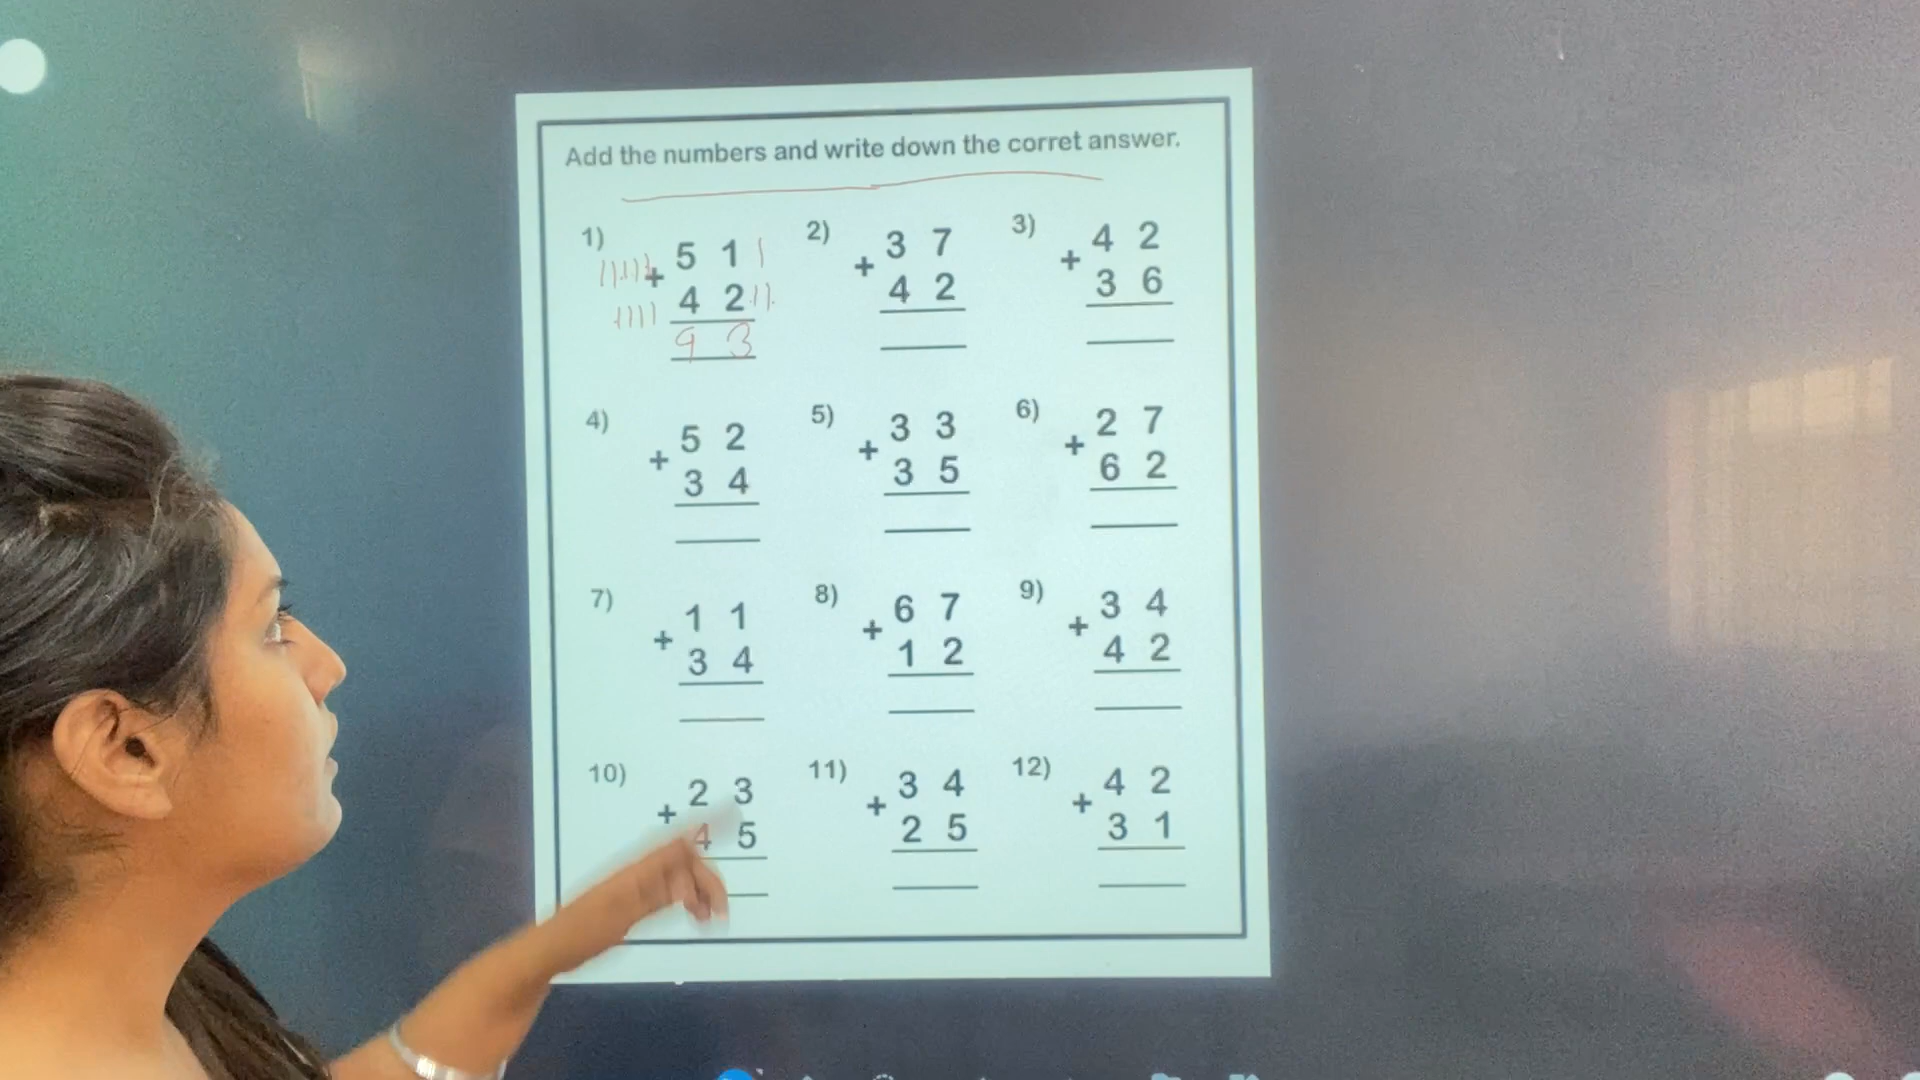 Add the numbers and write down the corret answer.
1) 2) 3)
5 1 3 7 4 2
+ + +
4 2 4 2 3 6
9 3
4) 5) 6)
5 2 3 3 2 7
+ + +
3 4 3 5 6 2
7) 8) 9)
1 1 6 7 3 4
+ + +
3 4 1 2 4 2
10) 11) 12)
2 3 3 4 4 2
+ + +
4 5 2 5 3 1